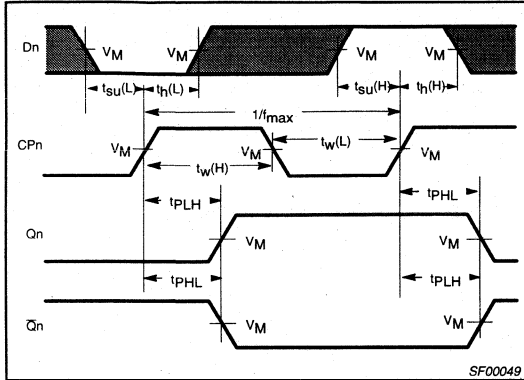 Dn VM VM VM VM
tsu(L) th(L) tsu(H) th(H)
1/fmax
CPn VM VM tw(L) VM
tw(H)
tPLH tPHL
Qn VM VM
tPHL tPLH
Q̅n VM VM
SF00049